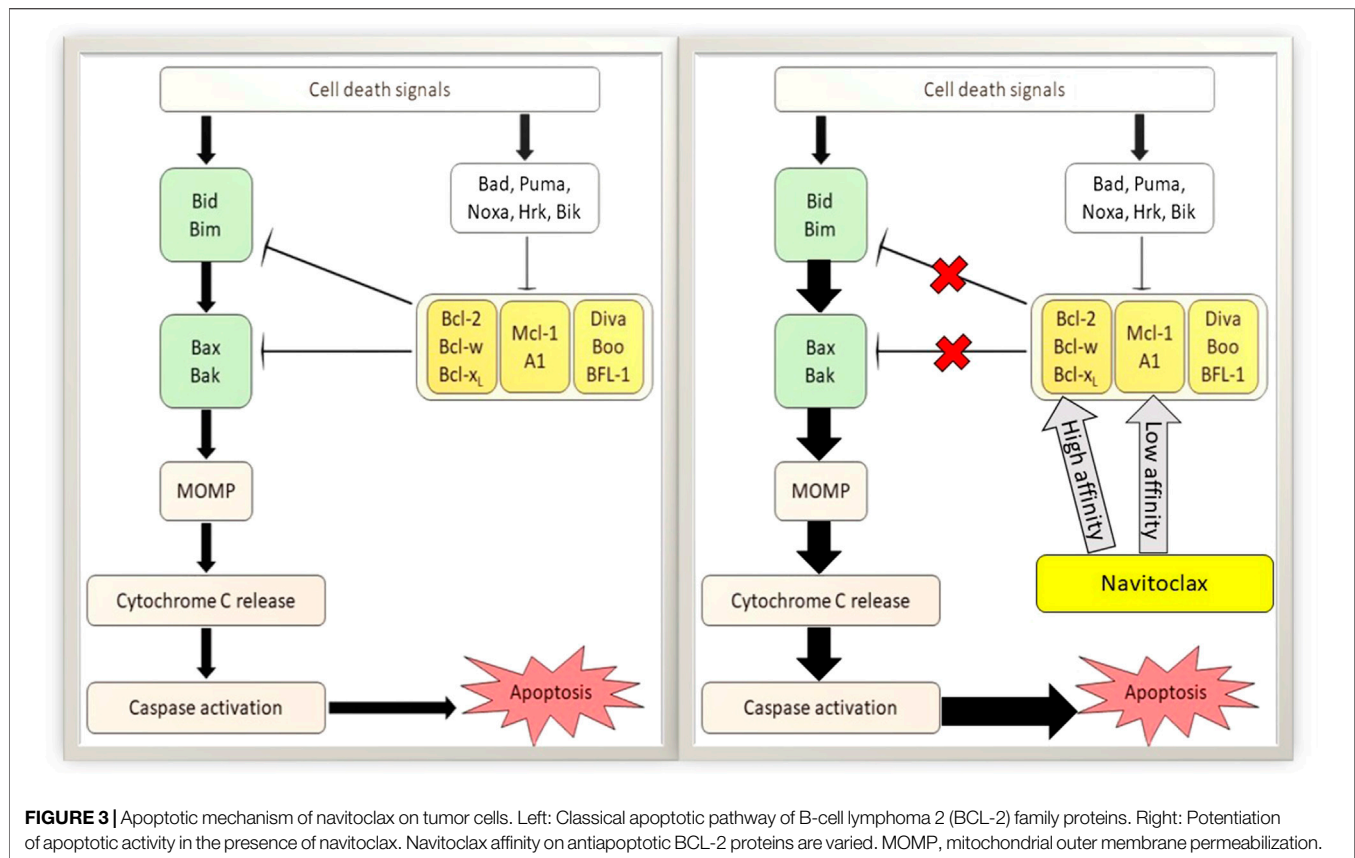 Cell death signals
Bid
Bim
Bad, Puma,
Noxa, Hrk, Bik
Bcl-2
Bcl-w
Bcl-xL
Mcl-1
A1
Diva
Boo
BFL-1
Bax
Bak
MOMP
Cytochrome C release
Caspase activation
Apoptosis
Cell death signals
Bid
Bim
Bad, Puma,
Noxa, Hrk, Bik
Bcl-2
Bcl-w
Bcl-xL
Mcl-1
A1
Diva
Boo
BFL-1
Bax
Bak
High affinity
Low affinity
MOMP
Navitoclax
Cytochrome C release
Caspase activation
Apoptosis
FIGURE 3 | Apoptotic mechanism of navitoclax on tumor cells. Left: Classical apoptotic pathway of B-cell lymphoma 2 (BCL-2) family proteins. Right: Potentiation
of apoptotic activity in the presence of navitoclax. Navitoclax affinity on antiapoptotic BCL-2 proteins are varied. MOMP, mitochondrial outer membrane permeabilization.